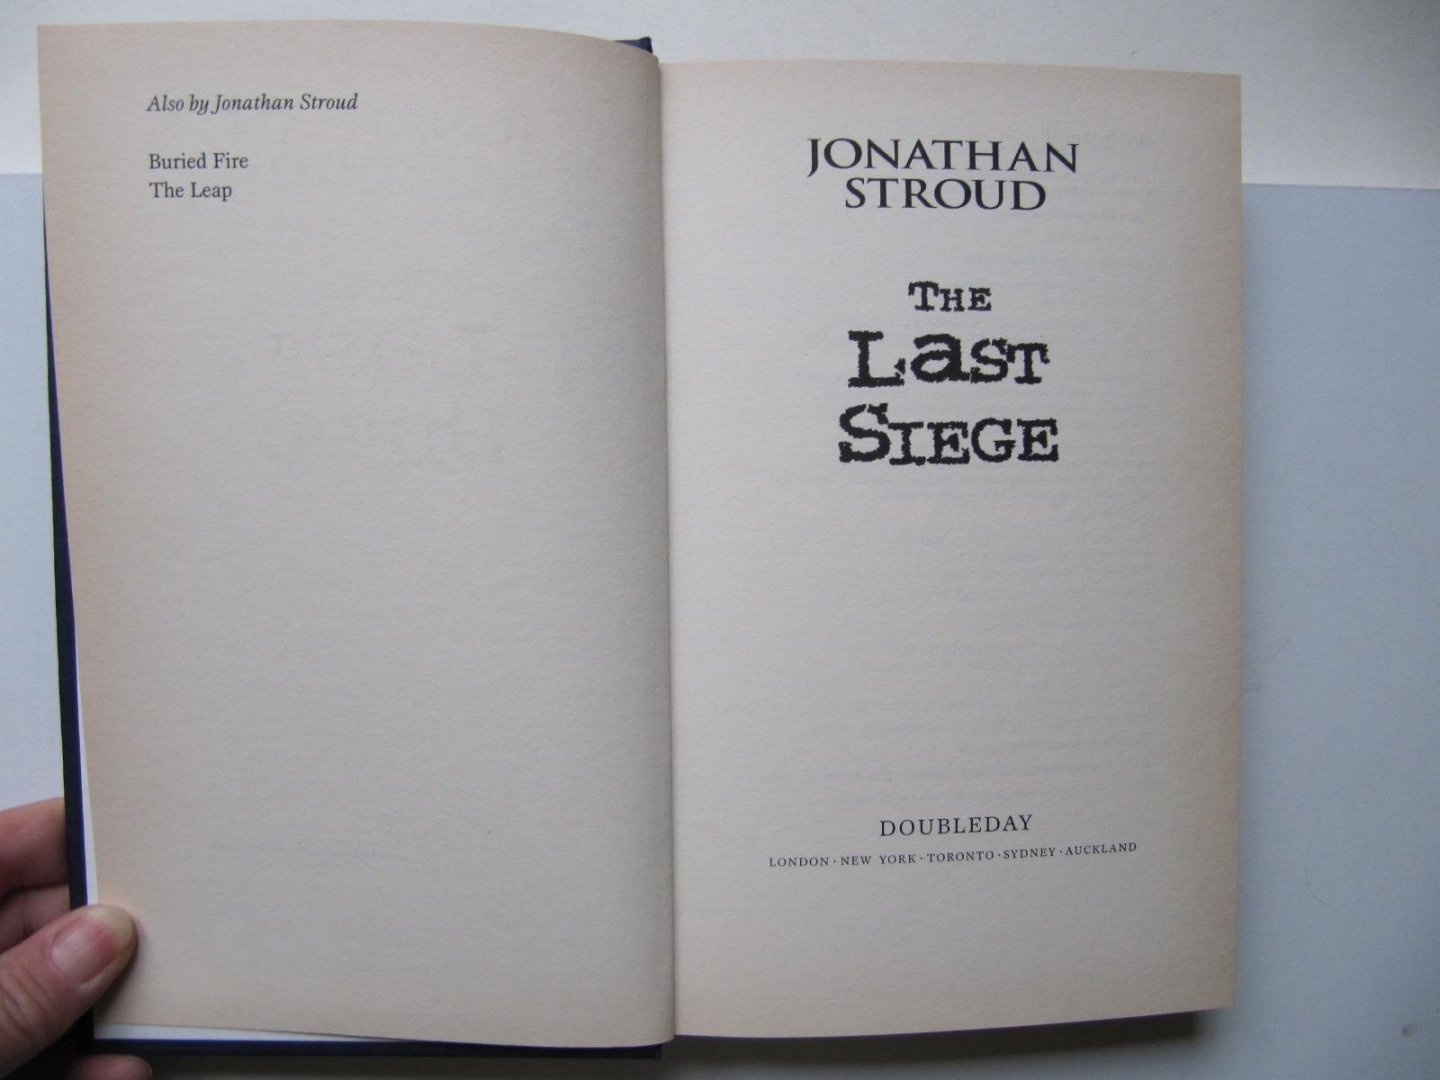 Also by Jonathan Stroud
Buried Fire
The Leap
JONATHAN
STROUD
THE
LaST
SIEGE
DOUBLEDAY
LONDON · NEW YORK · TORONTO · SYDNEY · AUCKLAND